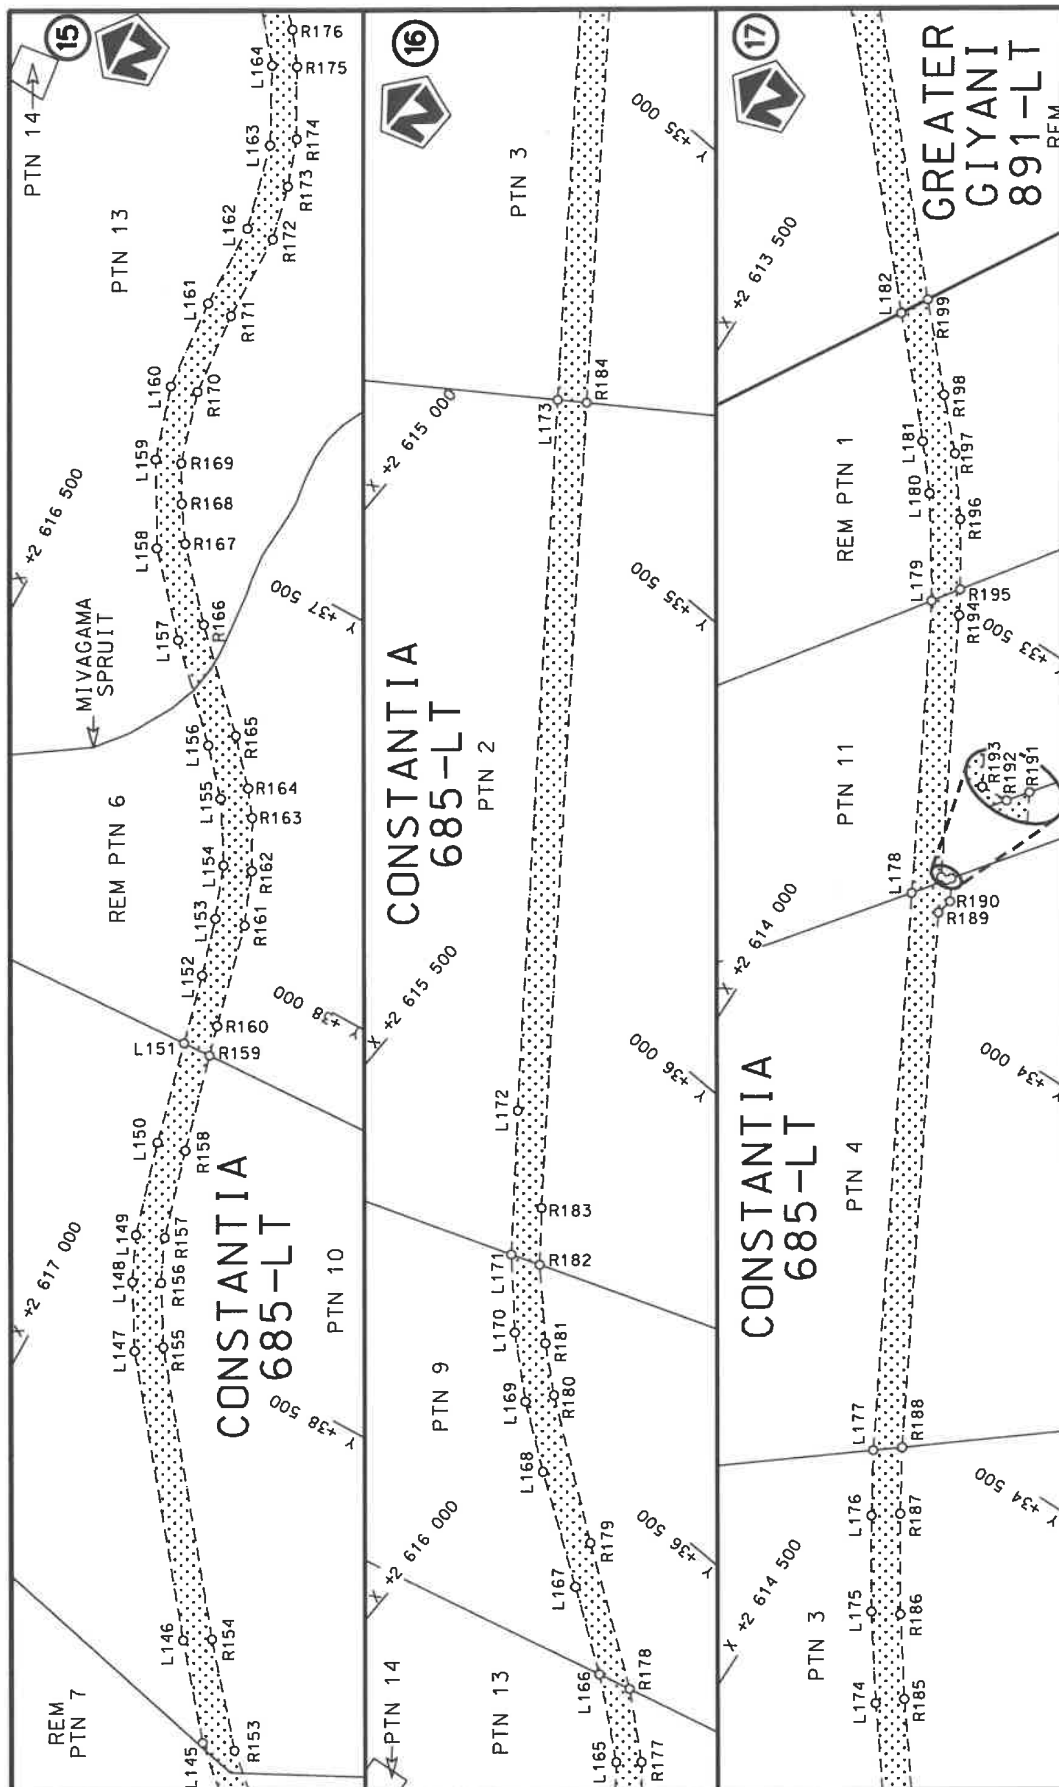 15
PTN 14
PTN 13
L164
R176
R175
L163
R174
R173
L162
R172
L161
R171
L160
R170
L159
R169
R168
L158
R167
X +2 616 500
MIVAGAMA
SPRUIT
L157
R166
Y +37 500
L156
R165
L155
R164
R163
REM PTN 6
L154
R162
L153
R161
L152
R160
Y +38 000
L151
R159
L150
R158
L149
R157
L148
R156
L147
R155
X +2 617 000
CONSTANTIA
685-LT
PTN 10
Y +38 500
L146
R154
REM
PTN 7
L145
R153
16
PTN 3
Y +35 000
L173
R184
X +2 615 000
Y +35 500
CONSTANTIA
685-LT
PTN 2
X +2 615 500
Y +36 000
L172
R183
L171
R182
L170
R181
L169
R180
PTN 9
L168
R179
X +2 616 000
L167
Y +36 500
L166
R178
PTN 14
PTN 13
L165
R177
17
GREATER
GIYANI
891-LT
REM
X +2 613 500
L182
R199
R198
L181
R197
L180
R196
REM PTN 1
L179
R195
R194
+33 500
Y
PTN 11
R193
R192
R191
L178
R190
R189
X +2 614 000
Y +34 000
CONSTANTIA
685-LT
PTN 4
L177
R188
L176
R187
Y +34 500
X +2 614 500
L175
R186
PTN 3
L174
R185